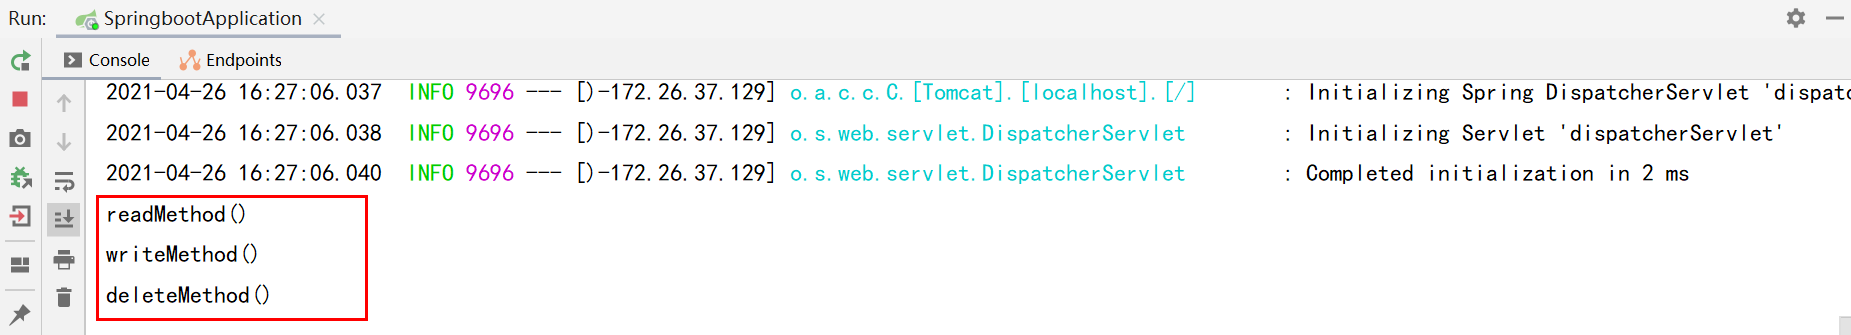 Run: SpringbootApplication
Console Endpoints
2021-04-26 16:27:06.037 INFO 9696 --- [)-172.26.37.129] o.a.c.c.C.[Tomcat].[localhost].[/] : Initializing Spring DispatcherServlet 'dispatc
2021-04-26 16:27:06.038 INFO 9696 --- [)-172.26.37.129] o.s.web.servlet.DispatcherServlet : Initializing Servlet 'dispatcherServlet'
2021-04-26 16:27:06.040 INFO 9696 --- [)-172.26.37.129] o.s.web.servlet.DispatcherServlet : Completed initialization in 2 ms
readMethod()
writeMethod()
deleteMethod()